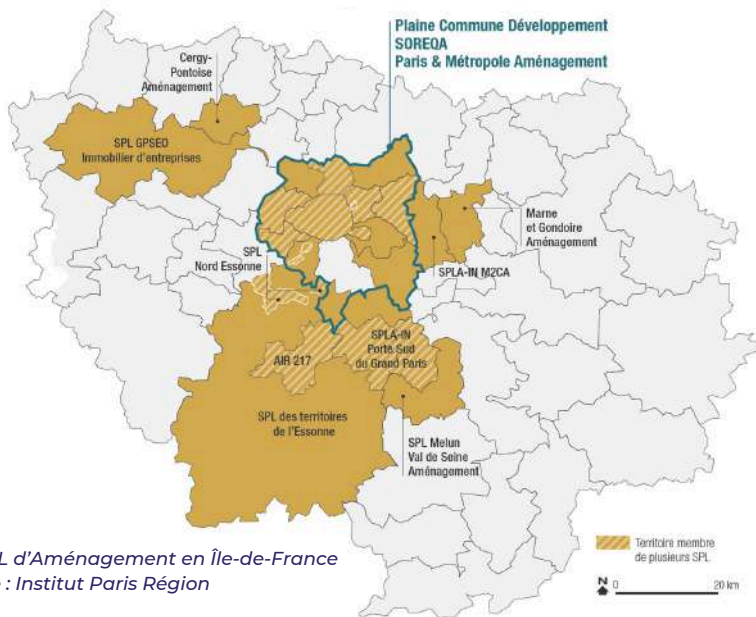 Plaine Commune Développement
SOREQA
Paris & Métropole Aménagement
Cergy-
Pontoise
Aménagement
SPL GPSEO
Immobilier d'entreprises
Marne
et Gondoire
Aménagement
SPL
Nord Essonne
SPLA-IN M2CA
SPLA-IN
Porte Sud
du Grand Paris
AIR 217
SPL des territoires
de l'Essonne
SPL Melun
Val de Seine
Aménagement
Territoire membre
de plusieurs SPL
N 0 20 km
d'Aménagement en Île-de-France
: Institut Paris Région